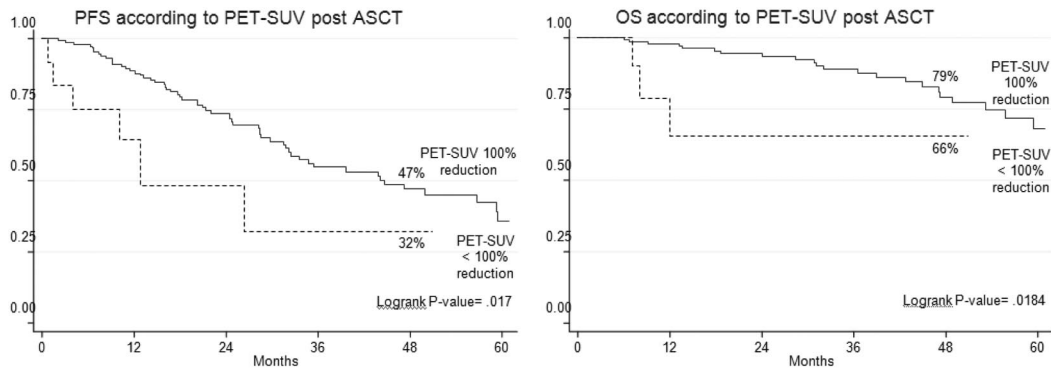 PFS according to PET-SUV post ASCT
1.00
0.75
0.50
0.25
0.00
PET-SUV 100%
reduction
47%
32%
PET-SUV
< 100%
reduction
Logrank P-value= .017
0 12 24 36 48 60
Months
OS according to PET-SUV post ASCT
1.00
0.75
0.50
0.25
0.00
79%
PET-SUV
100%
reduction
66%
PET-SUV
< 100%
reduction
Logrank P-value= .0184
0 12 24 36 48 60
Months